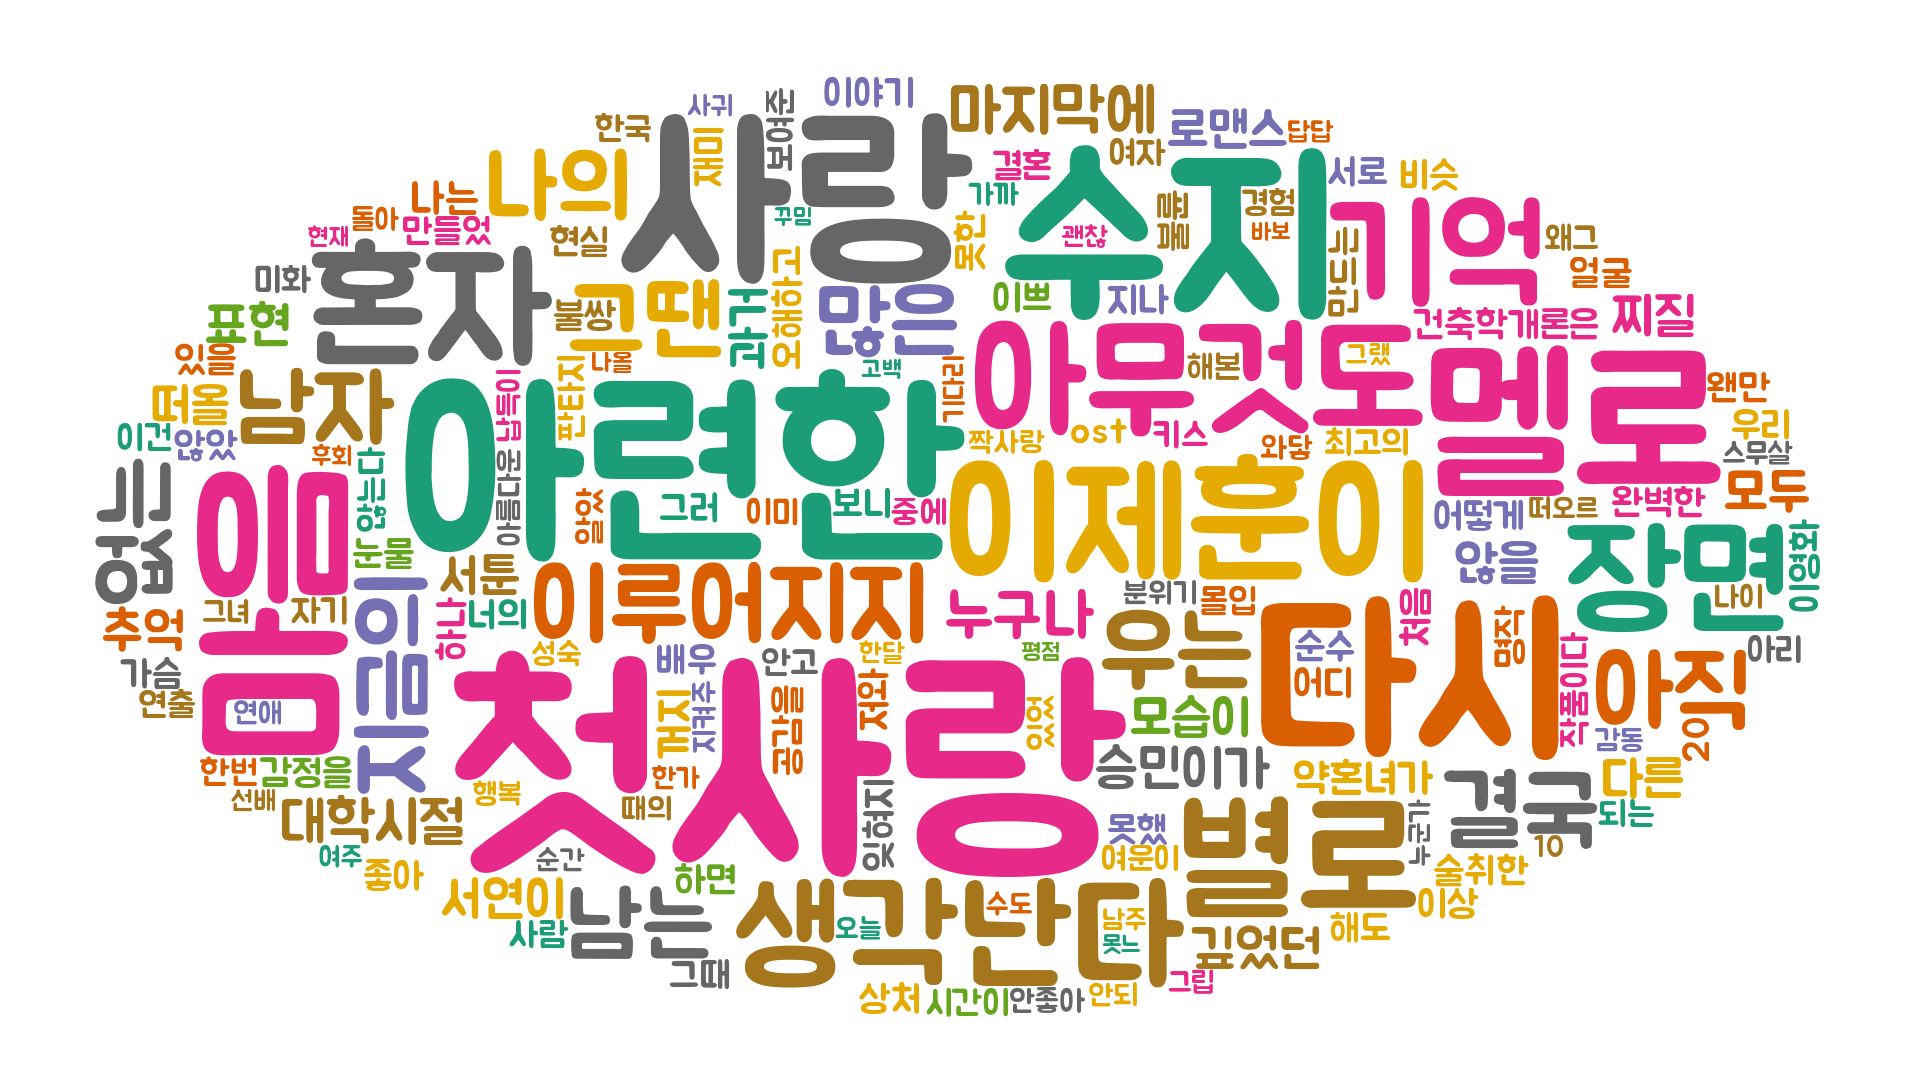 이야기
사귀
보여준
마지막에
한국
재미
사랑
로맨스
답답
여자
나의
결혼
수지
서로
비슷
나는
가까
경험
돌아
만들었
꾸밈
못한
불륜
기억
현재
현실
괜찮
바보
만드는
왜그
혼자
미화
그땐
과거
오해하고
많은
이쁘
지나
얼굴
표현
불쌍
아무것도
건축학개론은
찌질
있을
나올
고백
기다리
해본
그랬
멜로
떠올
남자
납득이
판타지
아련한
왠만
이건
않았
후회
짝사랑
ost
키스
와닿
최고의
우리
스무살
없는
음
않는다
아름다운
알았
그러
이미
보니
중에
이제훈이
어떻게
떠오르
완벽한
모두
눈물
서툰
않을
장면
이영화
추억
그녀
자기
지금의
하나
너의
이루어지지
누구나
분위기
몰입
처음
나이
가슴
연출
연애
성숙
배우
안고
한달
평점
우는
다시
순수
어디
명작
작품이다
아직
아리
첫사랑
꺼지
지켜주
공감을
저와
있었
모습이
감동
20
한번
감정을
행복
한가
승민이가
약혼녀가
결국
다른
선배
대학시절
때의
잊혀지
못했
별로
누군가
되는
여주
좋아
순간
하면
여운이
10
술취한
서연이
남는
생각난다
수도
남주
해도
이상
사람
오늘
못느
깊었던
그때
그립
상처
시간이
안좋아
안되